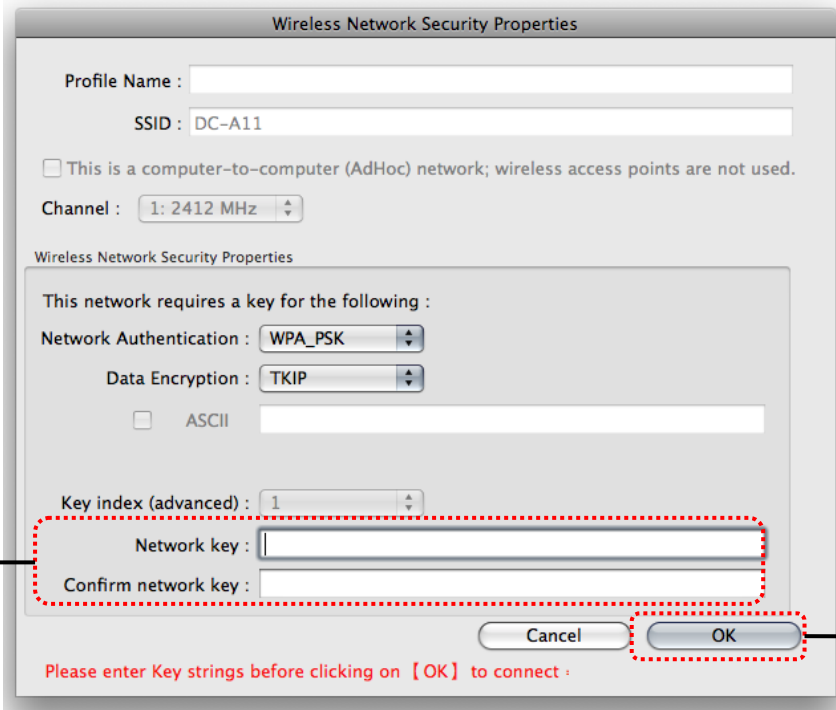 Wireless Network Security Properties
Profile Name :
SSID : DC-A11
This is a computer-to-computer (AdHoc) network; wireless access points are not used.
Channel : 1: 2412 MHz
Wireless Network Security Properties
This network requires a key for the following :
Network Authentication : WPA_PSK
Data Encryption : TKIP
ASCII
Key index (advanced) : 1
Network key :
Confirm network key :
Cancel OK
Please enter Key strings before clicking on 【OK】 to connect :